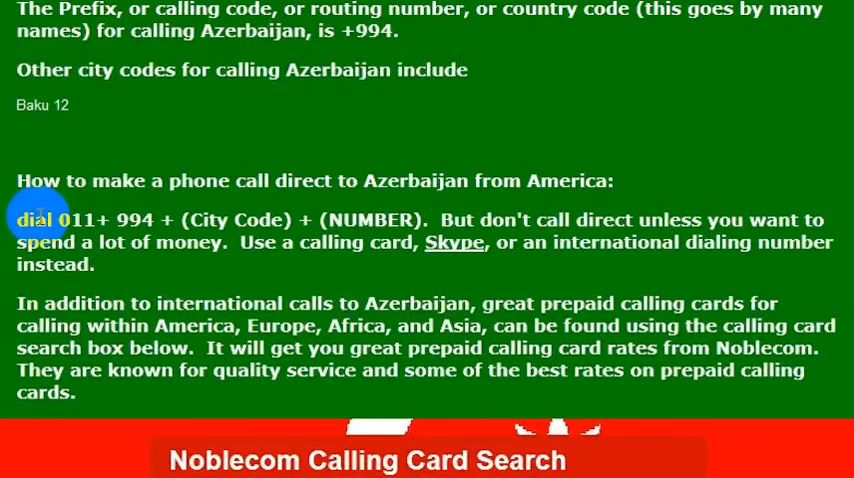 The Prefix, or calling code, or routing number, or country code (this goes by many
names) for calling Azerbaijan, is +994.
Other city codes for calling Azerbaijan include
Baku 12
How to make a phone call direct to Azerbaijan from America:
dial 011+ 994 + (City Code) + (NUMBER).  But don't call direct unless you want to
spend a lot of money.  Use a calling card, Skype, or an international dialing number
instead.
In addition to international calls to Azerbaijan, great prepaid calling cards for
calling within America, Europe, Africa, and Asia, can be found using the calling card
search box below.  It will get you great prepaid calling card rates from Noblecom.
They are known for quality service and some of the best rates on prepaid calling
cards.
Noblecom Calling Card Search